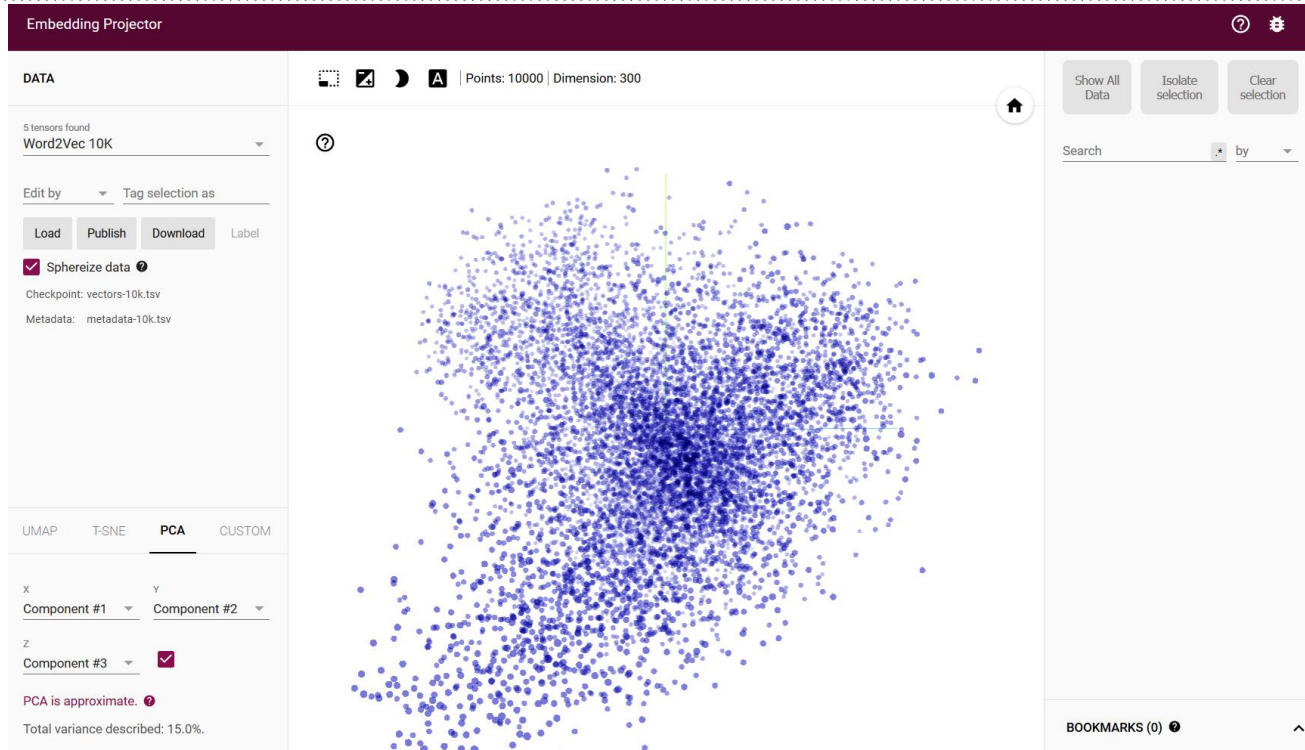 Embedding Projector
DATA
5 tensors found
Word2Vec 10K
Edit by Tag selection as
Load Publish Download Label
Sphereize data
Checkpoint: vectors-10k.tsv
Metadata: metadata-10k.tsv
UMAP T-SNE PCA CUSTOM
X Y
Component #1 Component #2
Z
Component #3
PCA is approximate.
Total variance described: 15.0%.
A | Points: 10000 | Dimension: 300
Show All Data
Isolate selection
Clear selection
Search .* by
BOOKMARKS (0)